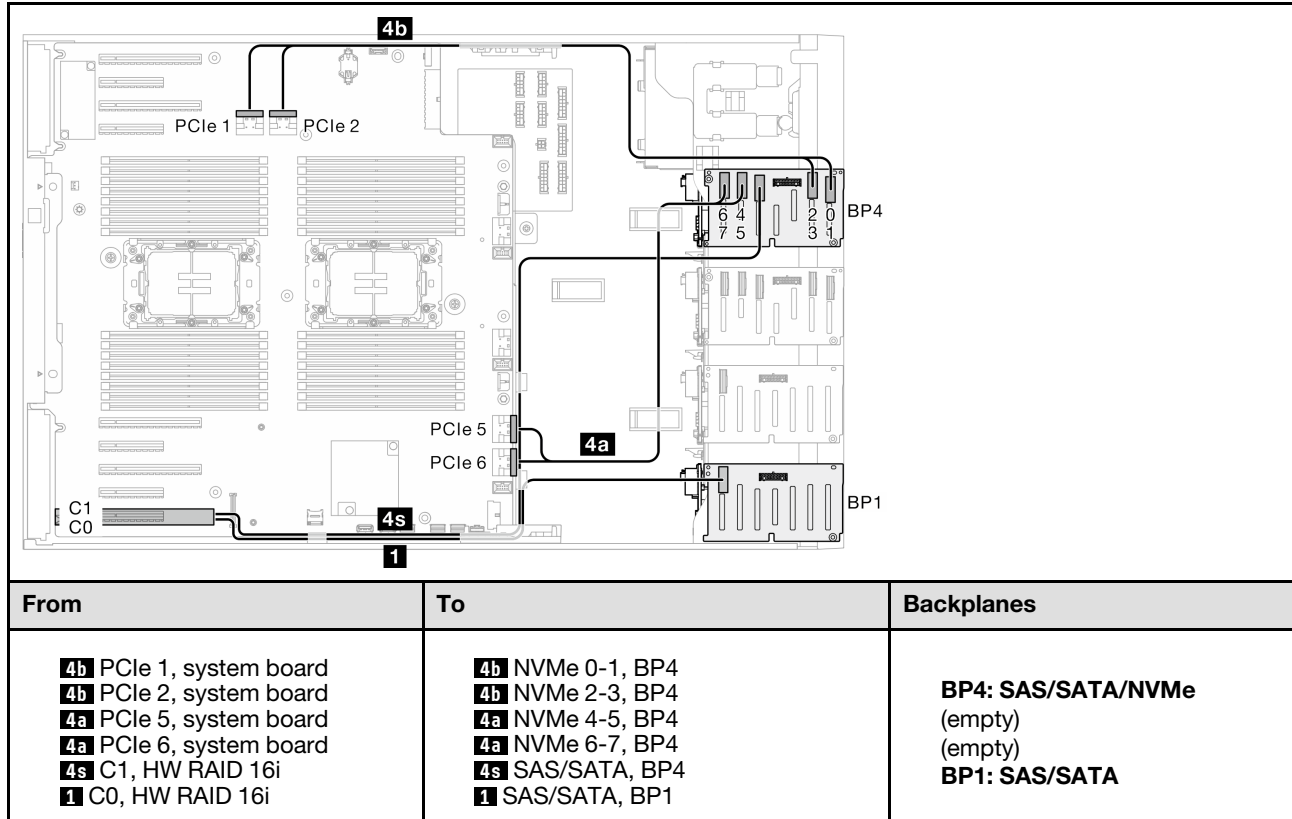 4b
PCIe 1
PCIe 2
6 4 2 0
BP4
7 5 3 1
PCIe 5
4a
PCIe 6
C1
C0
4s
1
BP1
From To Backplanes
4b PCIe 1, system board
4b PCIe 2, system board
4a PCIe 5, system board
4a PCIe 6, system board
4s C1, HW RAID 16i
1 C0, HW RAID 16i
4b NVMe 0-1, BP4
4b NVMe 2-3, BP4
4a NVMe 4-5, BP4
4a NVMe 6-7, BP4
4s SAS/SATA, BP4
1 SAS/SATA, BP1
BP4: SAS/SATA/NVMe
(empty)
(empty)
BP1: SAS/SATA